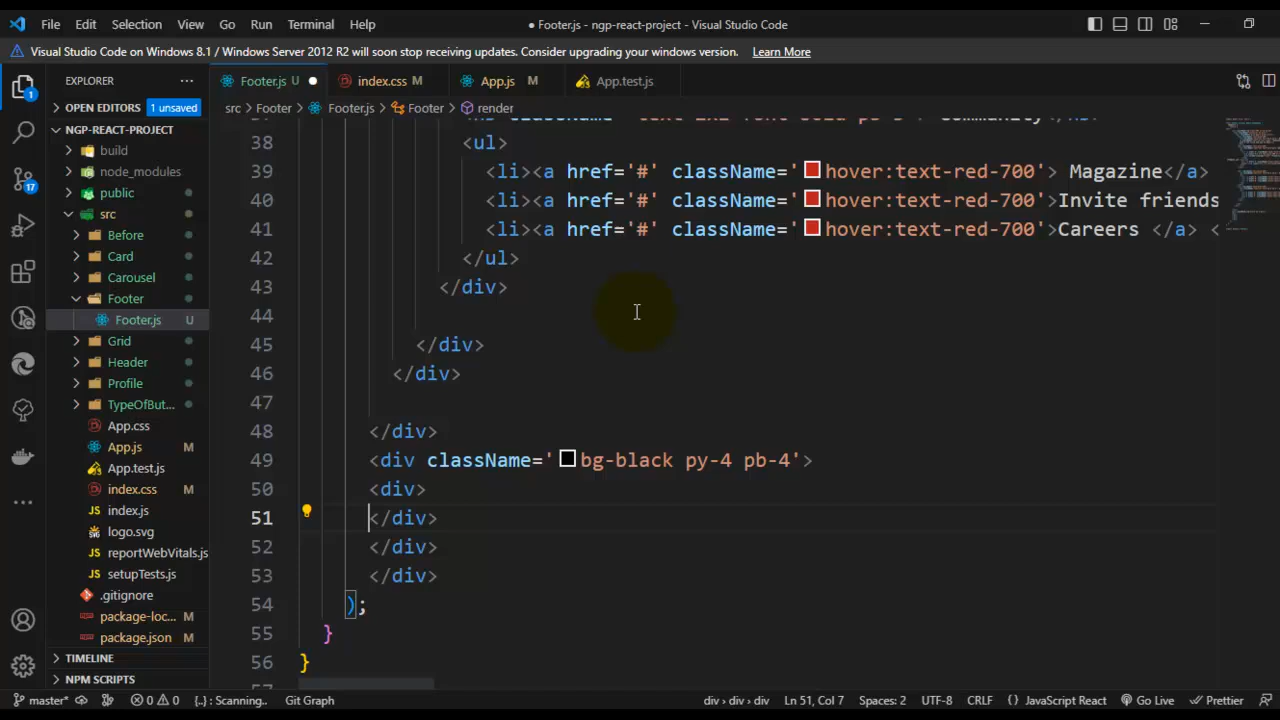 File Edit Selection View Go Run Terminal Help
● Footer.js - ngp-react-project - Visual Studio Code
Visual Studio Code on Windows 8.1 / Windows Server 2012 R2 will soon stop receiving updates. Consider upgrading your windows version. Learn More
EXPLORER ...
Footer.js U ● index.css M App.js M App.test.js
OPEN EDITORS 1 unsaved
src > Footer > Footer.js > Footer > render
NGP-REACT-PROJECT
build
node_modules
public
src
Before
Card
Carousel
Footer
Footer.js U
Grid
Header
Profile
TypeOfBut...
App.css
App.js M
App.test.js
index.css M
index.js
logo.svg
reportWebVitals.js
setupTests.js
.gitignore
package-loc... M
package.json M
TIMELINE
NPM SCRIPTS
1
17
38 <ul>
39 <li><a href='#' className='hover:text-red-700'> Magazine</a>
40 <li><a href='#' className='hover:text-red-700'>Invite friends
41 <li><a href='#' className='hover:text-red-700'>Careers </a> <
42 </ul>
43 </div>
44
45 </div>
46 </div>
47
48 </div>
49 <div className='bg-black py-4 pb-4'>
50 <div>
51 </div>
52 </div>
53 </div>
54 );
55 }
56 }
master* 0 0 {..} : Scanning.. Git Graph div > div > div Ln 51, Col 7 Spaces: 2 UTF-8 CRLF {} JavaScript React Go Live Prettier